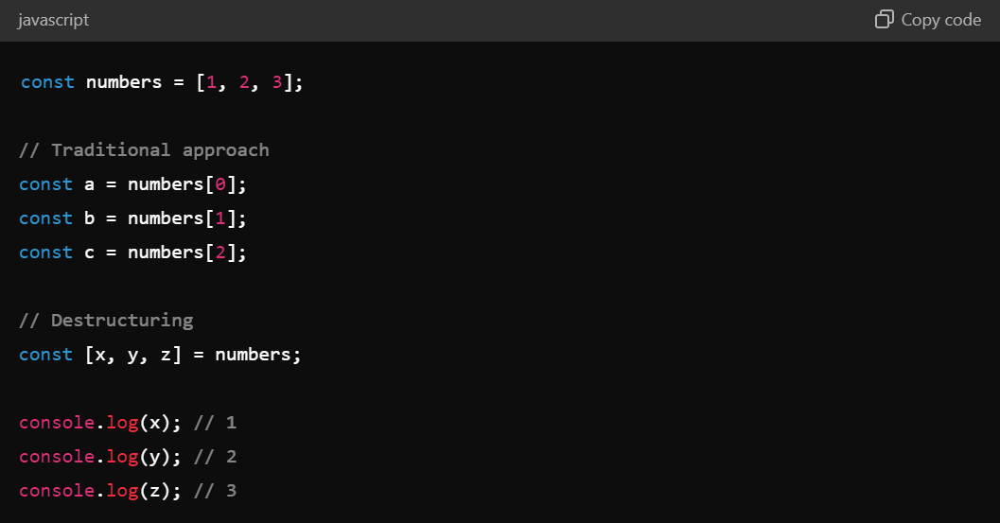 javascript
Copy code
const numbers = [1, 2, 3];
// Traditional approach
const a = numbers[0];
const b = numbers[1];
const c = numbers[2];
// Destructuring
const [x, y, z] = numbers;
console.log(x); // 1
console.log(y); // 2
console.log(z); // 3